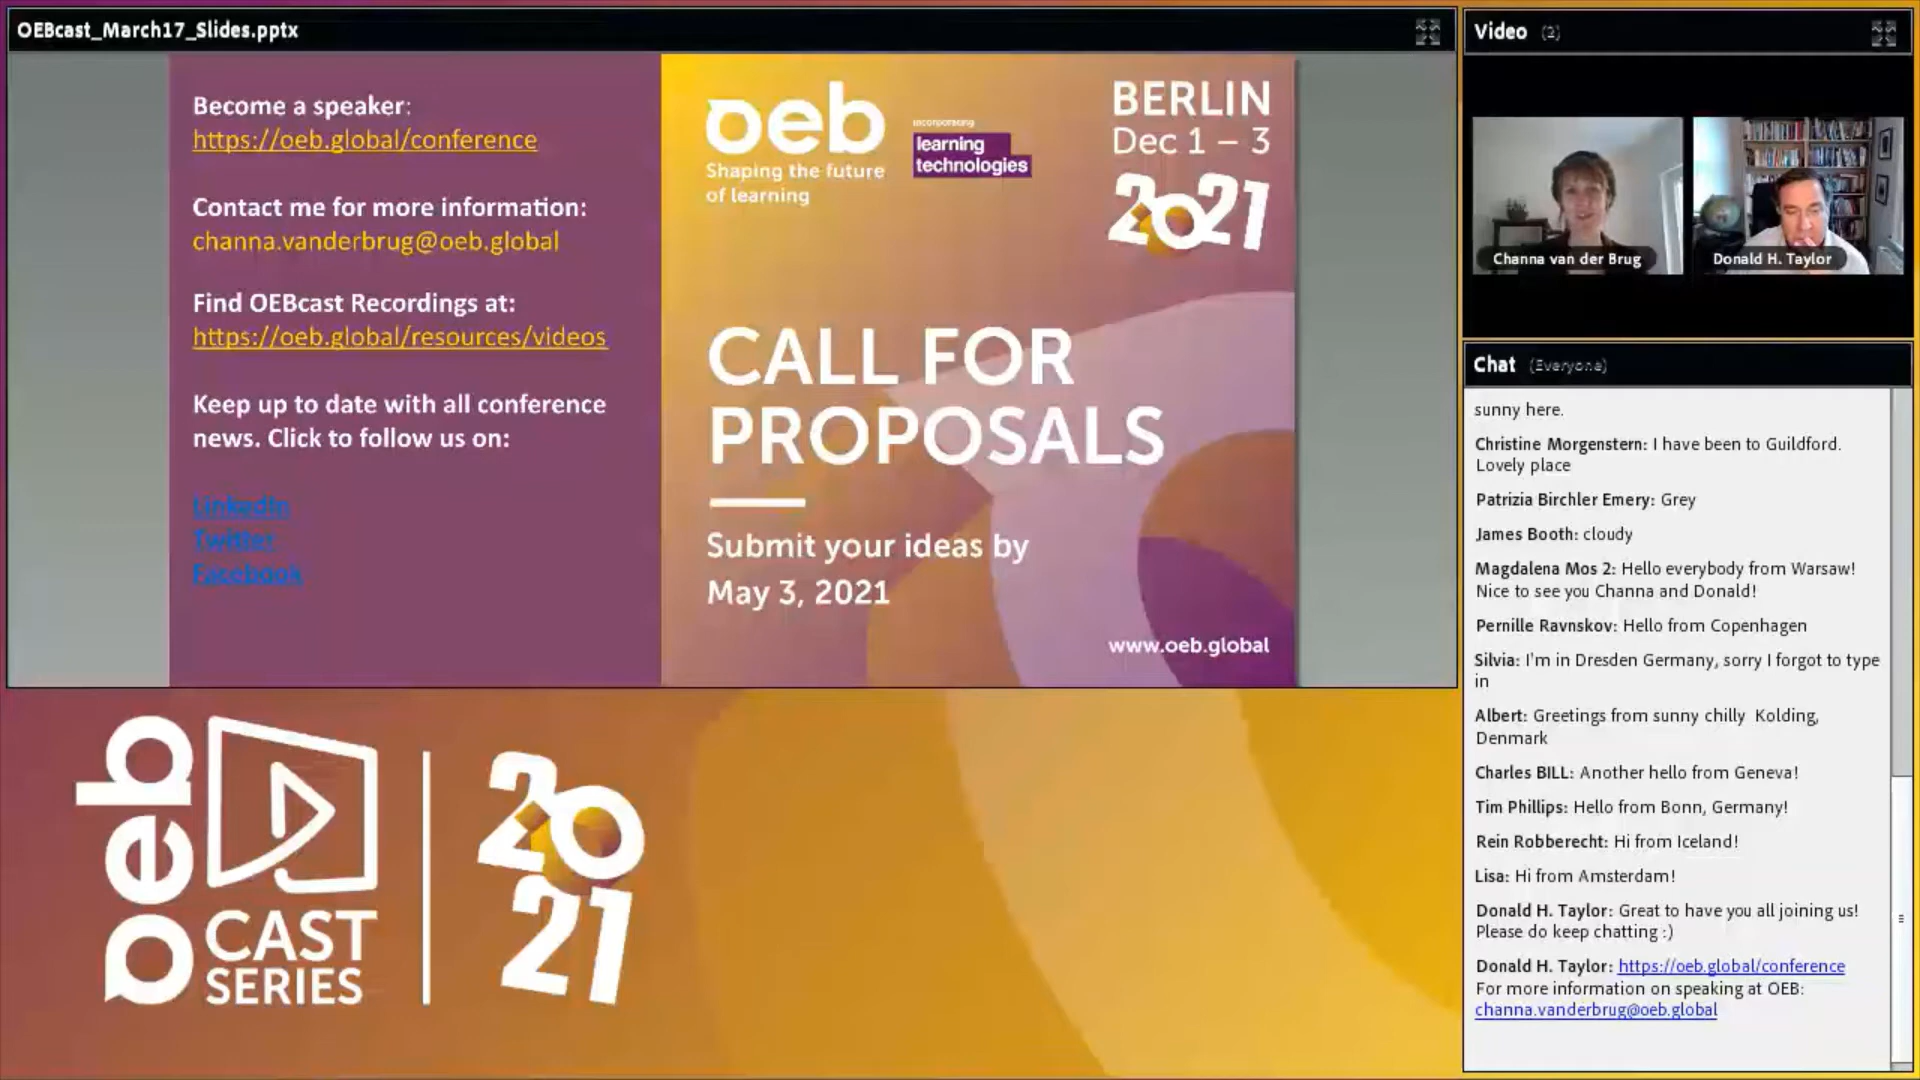 OEBcast_March17_Slides.pptx
Become a speaker:
https://oeb.global/conference
Contact me for more information:
channa.vanderbrug@oeb.global
Find OEBcast Recordings at:
https://oeb.global/resources/videos
Keep up to date with all conference
news. Click to follow us on:
LinkedIn
Twitter
Facebook
oeb
Shaping the future
of learning
incorporating
learning
technologies
BERLIN
Dec 1 – 3
2021
CALL FOR
PROPOSALS
Submit your ideas by
May 3, 2021
www.oeb.global
oeb
CAST
SERIES
20
21
Video (2)
Channa van der Brug
Donald H. Taylor
Chat (Everyone)
sunny here.
Christine Morgenstern: I have been to Guildford.
Lovely place
Patrizia Birchler Emery: Grey
James Booth: cloudy
Magdalena Mos 2: Hello everybody from Warsaw!
Nice to see you Channa and Donald!
Pernille Ravnskov: Hello from Copenhagen
Silvia: I'm in Dresden Germany, sorry I forgot to type
in
Albert: Greetings from sunny chilly Kolding,
Denmark
Charles BILL: Another hello from Geneva!
Tim Phillips: Hello from Bonn, Germany!
Rein Robberecht: Hi from Iceland!
Lisa: Hi from Amsterdam!
Donald H. Taylor: Great to have you all joining us!
Please do keep chatting :)
Donald H. Taylor: https://oeb.global/conference
For more information on speaking at OEB:
channa.vanderbrug@oeb.global